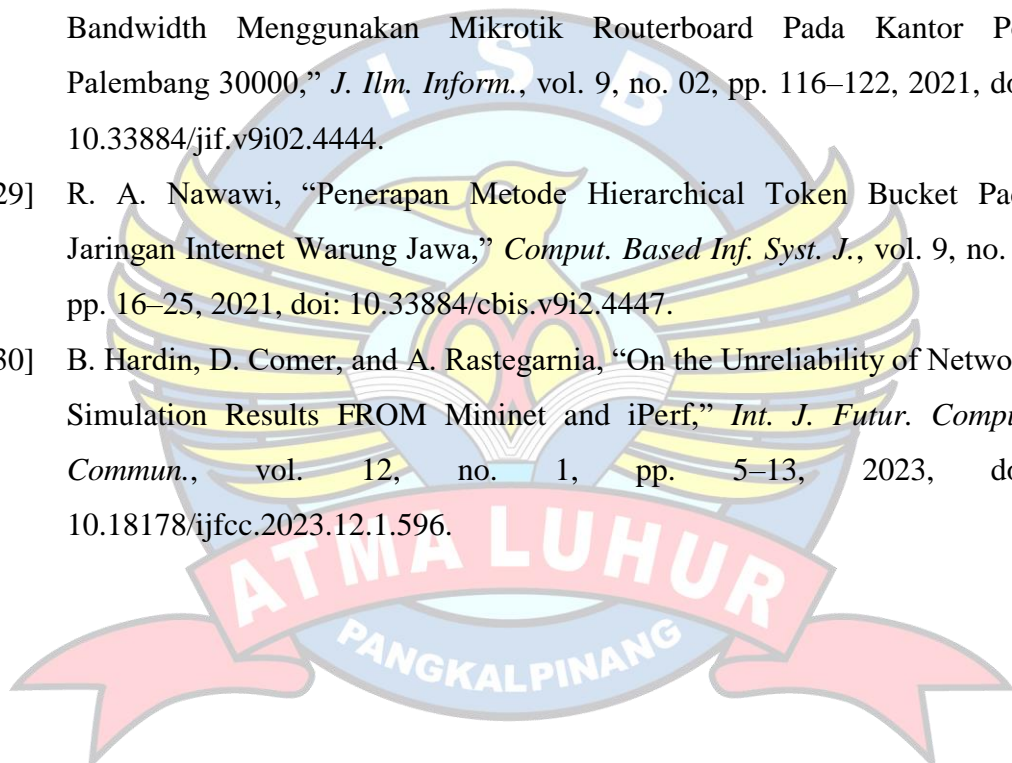 Bandwidth Menggunakan Mikrotik Routerboard Pada Kantor
Palembang 30000,” J. Ilm. Inform., vol. 9, no. 02, pp. 116–122, 2021,
10.33884/jif.v9i02.4444.
29] R. A. Nawawi, “Penerapan Metode Hierarchical Token Bucket
Jaringan Internet Warung Jawa,” Comput. Based Inf. Syst. J., vol. 9, no.
pp. 16–25, 2021, doi: 10.33884/cbis.v9i2.4447.
30] B. Hardin, D. Comer, and A. Rastegarnia, “On the Unreliability of
Simulation Results FROM Mininet and iPerf,” Int. J. Futur.
Commun., vol. 12, no. 1, pp. 5–13, 2023,
10.18178/ijfcc.2023.12.1.596.
I S B
ATMA LUHUR
PANGKALPINANG